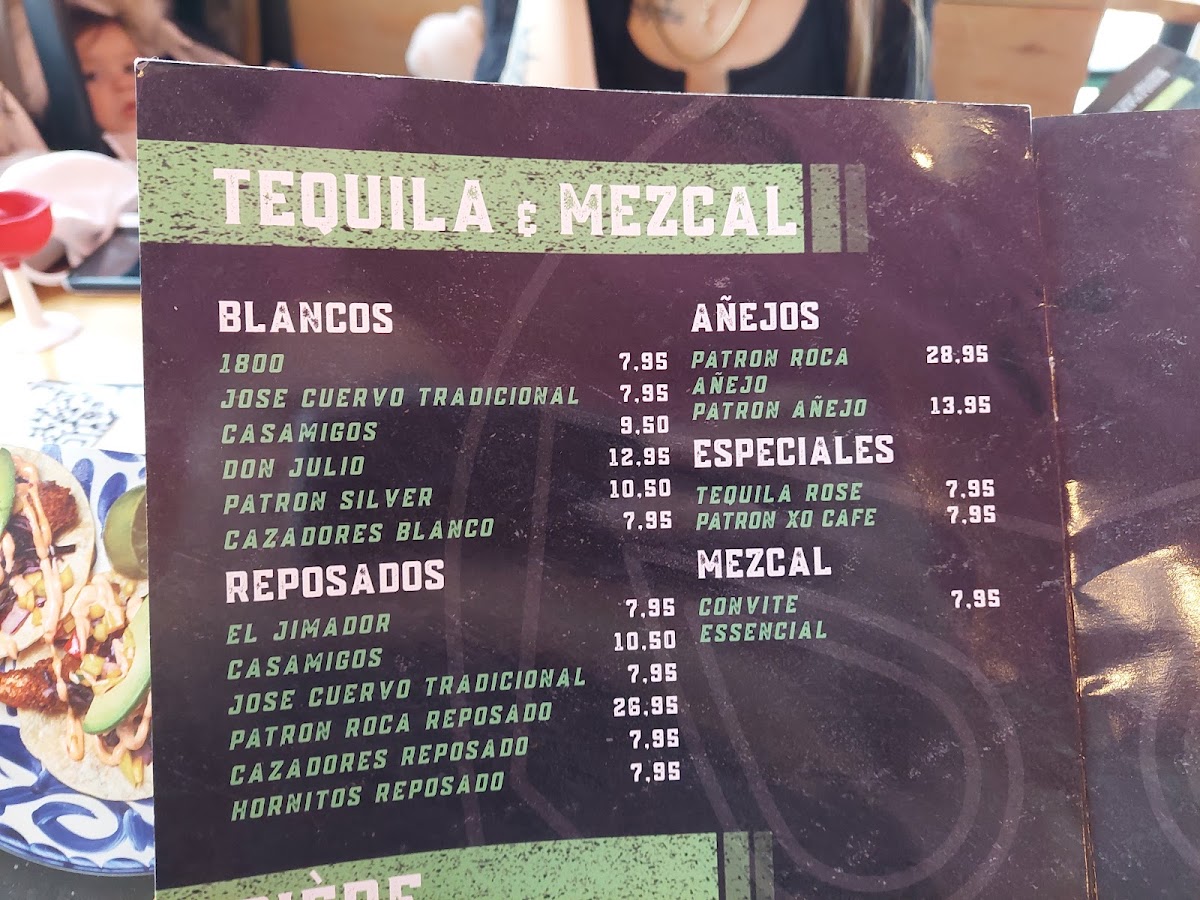 TEQUILA & MEZCAL
BLANCOS
1800 7,95
JOSE CUERVO TRADICIONAL 7,95
CASAMIGOS 9,50
DON JULIO 12,95
PATRON SILVER 10,50
CAZADORES BLANCO 7,95
REPOSADOS
EL JIMADOR 7,95
CASAMIGOS 10,50
JOSE CUERVO TRADICIONAL 7,95
PATRON ROCA REPOSADO 26,95
CAZADORES REPOSADO 7,95
HORNITOS REPOSADO 7,95
AÑEJOS
PATRON ROCA 28,95
AÑEJO
PATRON AÑEJO 13,95
ESPECIALES
TEQUILA ROSE 7,95
PATRON XO CAFE 7,95
MEZCAL
CONVITE 7,95
ESSENCIAL